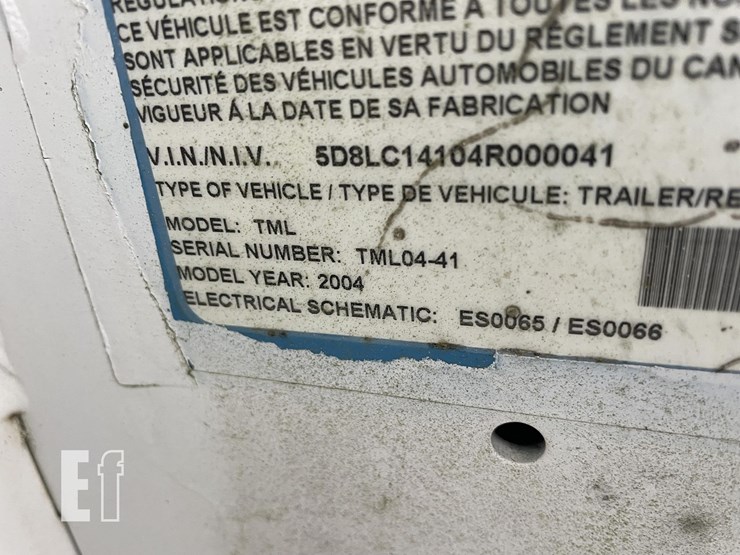 CE VÉHICULE EST CONFORME À TOUTES LES
SONT APPLICABLES EN VERTU DU RÈGLEMENT S
SÉCURITÉ DES VÉHICULES AUTOMOBILES DU CAN
VIGUEUR Á LA DATE DE SA FABRICATION
V.I.N./N.I.V. 5D8LC14104R000041
TYPE OF VEHICLE / TYPE DE VEHICULE: TRAILER/RE
MODEL: TML
SERIAL NUMBER: TML04-41
MODEL YEAR: 2004
ELECTRICAL SCHEMATIC: ES0065 / ES0066
Ef